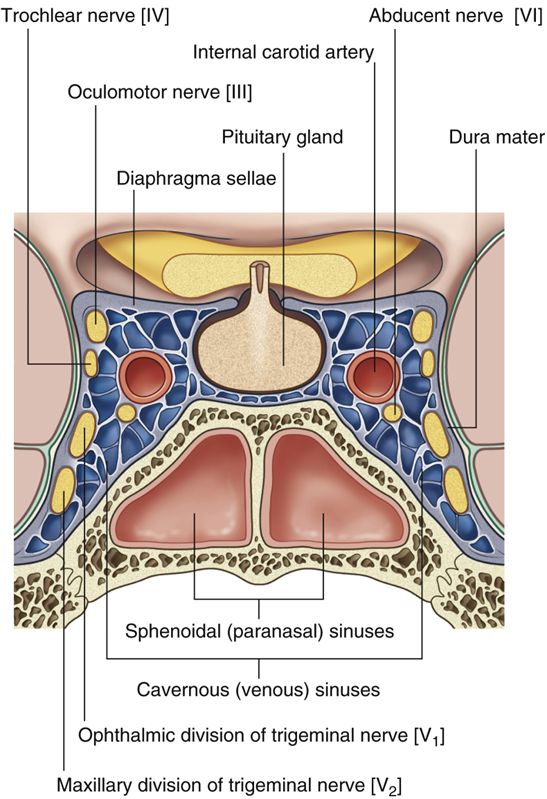 Trochlear nerve [IV]
Abducent nerve [VI]
Internal carotid artery
Oculomotor nerve [III]
Pituitary gland
Dura mater
Diaphragma sellae
Sphenoidal (paranasal) sinuses
Cavernous (venous) sinuses
Ophthalmic division of trigeminal nerve [V₁]
Maxillary division of trigeminal nerve [V₂]